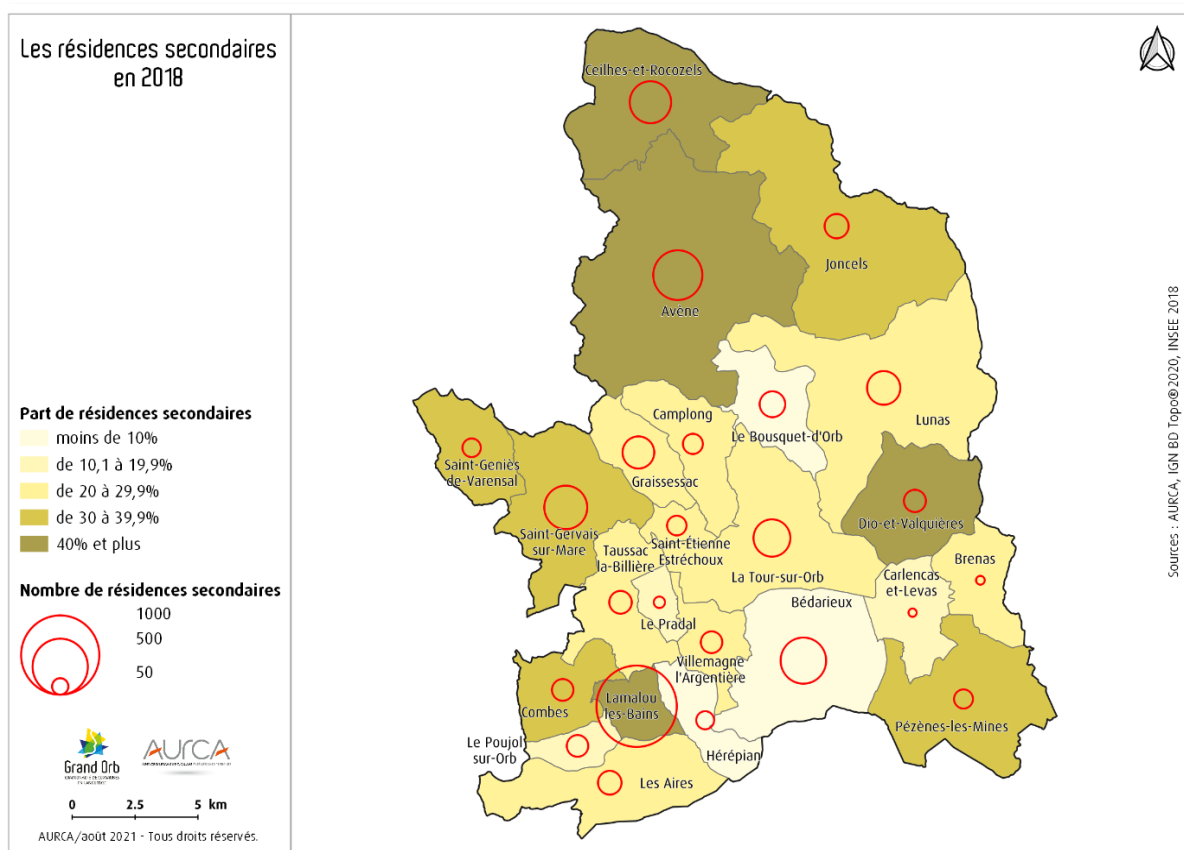 Les résidences secondaires
en 2018
Part de résidences secondaires
moins de 10%
de 10,1 à 19,9%
de 20 à 29,9%
de 30 à 39,9%
40% et plus
Nombre de résidences secondaires
1000
500
50
Grand Orb
AURCA
0 2.5 5 km
AURCA/août 2021 - Tous droits réservés.
Ceilhes-et-Rocozels
Joncels
Avène
Lunas
Le Bousquet-d'Orb
Camplong
Graissessac
Saint-Geniès
de-Varensal
Saint-Gervais
sur-Mare
Saint-Étienne
Estréchoux
Dio-et-Valquières
Taussac
la-Billière
La Tour-sur-Orb
Brenas
Carlencas
et-Levas
Le Pradal
Bédarieux
Villemagne
l'Argentière
Combes
Lamalou
les-Bains
Pézènes-les-Mines
Le Poujol
sur-Orb
Hérépian
Les Aires
Sources : AURCA, IGN BD Topo®2020, INSEE 2018